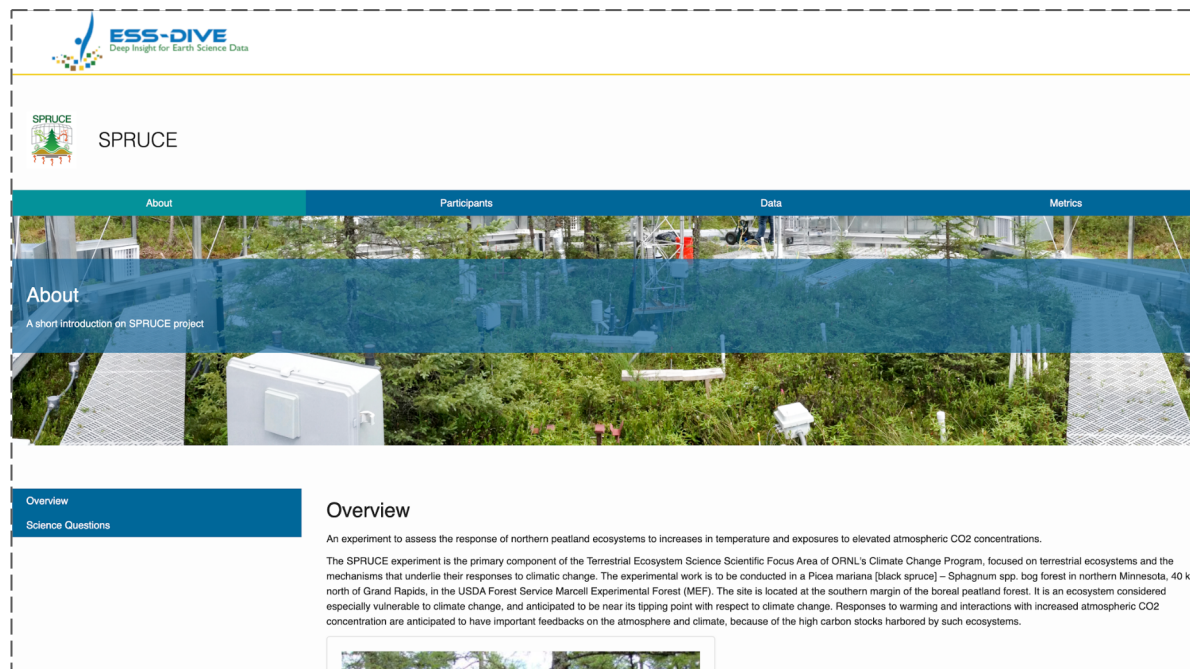 ESS-DIVE
Deep Insight for Earth Science Data
SPRUCE
SPRUCE
About
Participants
Data
Metrics
About
A short introduction on SPRUCE project
Overview
Science Questions
Overview
An experiment to assess the response of northern peatland ecosystems to increases in temperature and exposures to elevated atmospheric CO2 concentrations.
The SPRUCE experiment is the primary component of the Terrestrial Ecosystem Science Scientific Focus Area of ORNL's Climate Change Program, focused on terrestrial ecosystems and the
mechanisms that underlie their responses to climatic change. The experimental work is to be conducted in a Picea mariana [black spruce] – Sphagnum spp. bog forest in northern Minnesota, 40 k
north of Grand Rapids, in the USDA Forest Service Marcell Experimental Forest (MEF). The site is located at the southern margin of the boreal peatland forest. It is an ecosystem considered
especially vulnerable to climate change, and anticipated to be near its tipping point with respect to climate change. Responses to warming and interactions with increased atmospheric CO2
concentration are anticipated to have important feedbacks on the atmosphere and climate, because of the high carbon stocks harbored by such ecosystems.